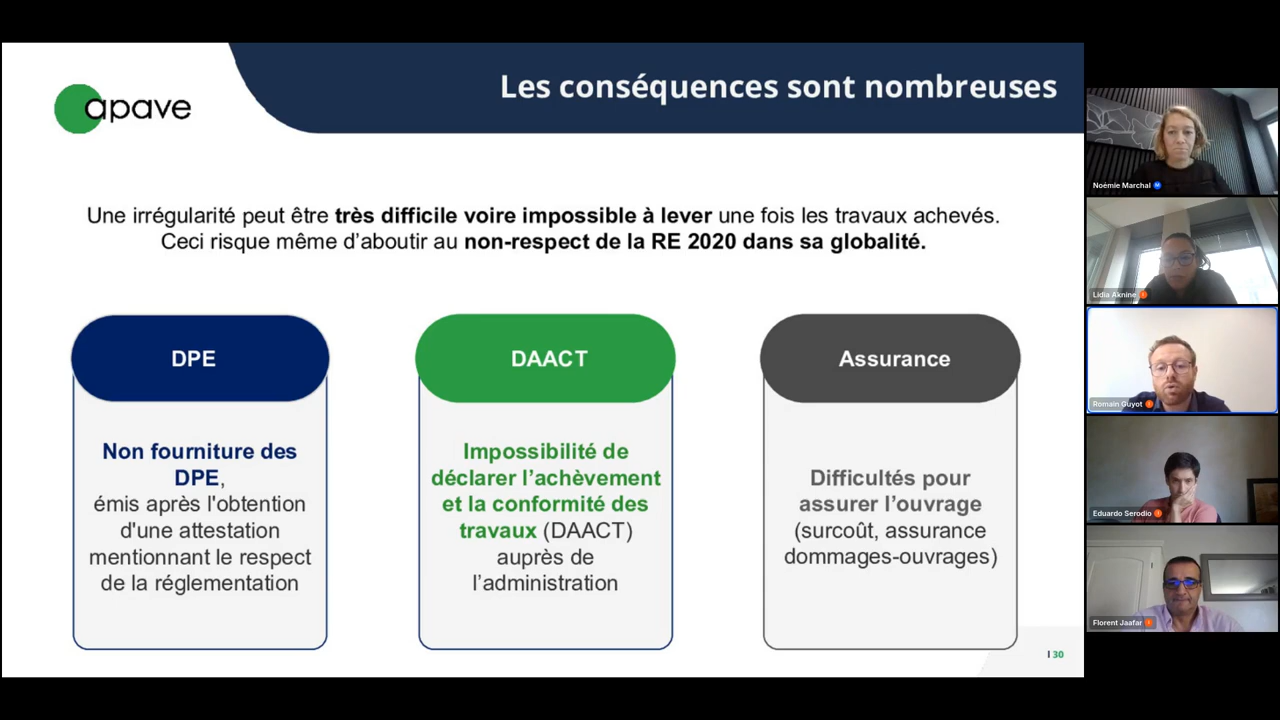 Les conséquences sont nombreuses
apave
Une irrégularité peut être très difficile voire impossible à lever une fois les travaux achevés.
Ceci risque même d’aboutir au non-respect de la RE 2020 dans sa globalité.
DPE
Non fourniture des
DPE,
émis après l'obtention
d'une attestation
mentionnant le respect
de la réglementation
DAACT
Impossibilité de
déclarer l’achèvement
et la conformité des
travaux (DAACT)
auprès de
l’administration
Assurance
Difficultés pour
assurer l’ouvrage
(surcoût, assurance
dommages-ouvrages)
I 30
Noémie Marchal
Lidia Aknine
Romain Guyot
Eduardo Serodio
Florent Jaafar